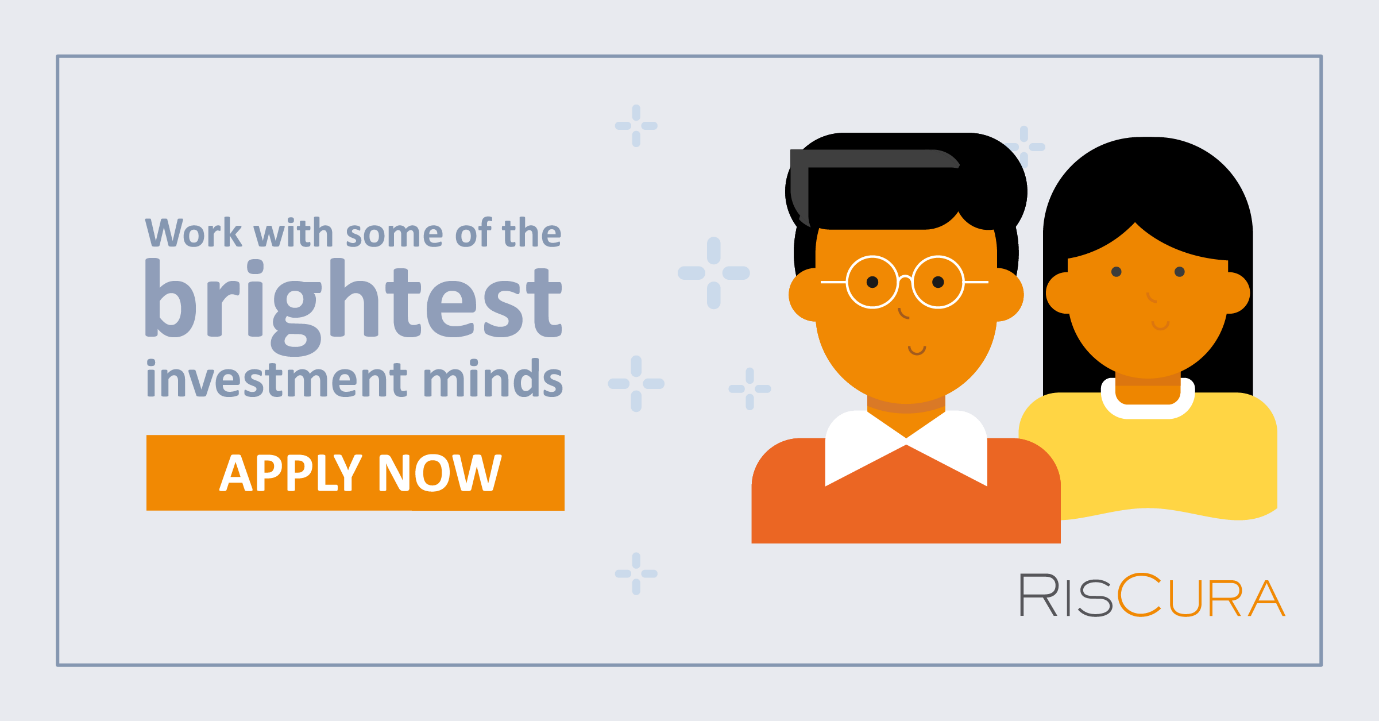 Work with some of the
brightest
investment minds
APPLY NOW
RISCURA